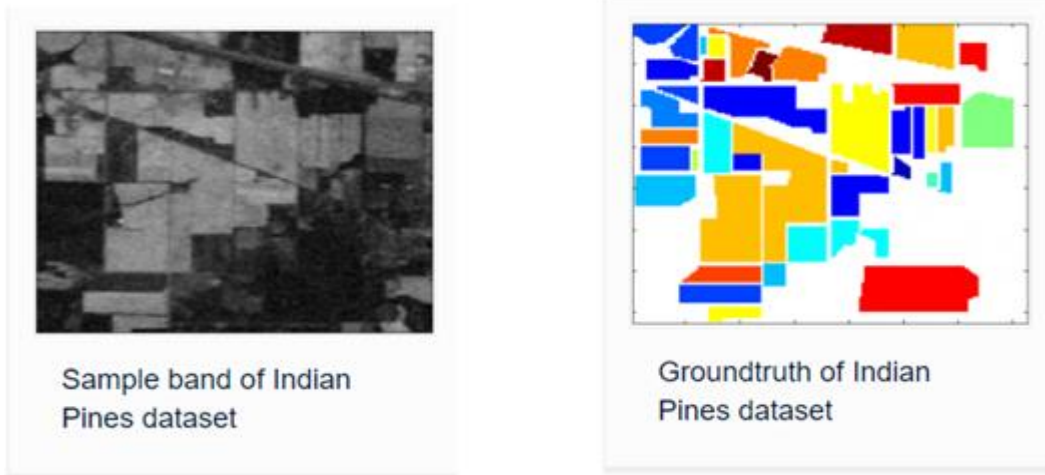 Sample band of Indian
Pines dataset
Groundtruth of Indian
Pines dataset